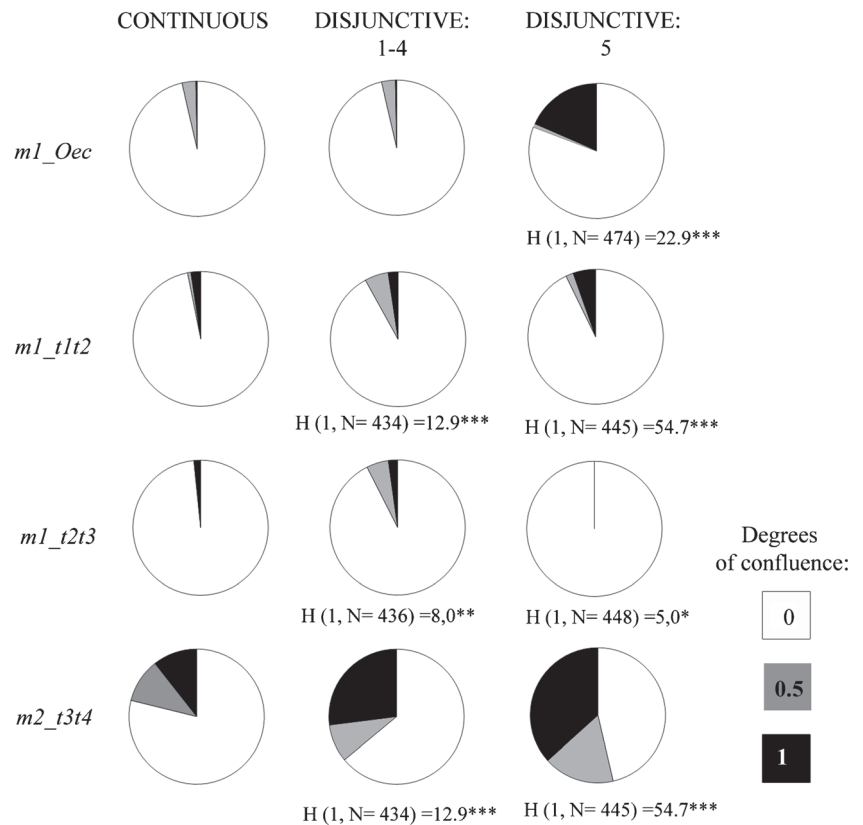 CONTINUOUS DISJUNCTIVE: DISJUNCTIVE:
1-4 5
m1_Oec
H (1, N= 474) =22.9***
m1_t1t2
H (1, N= 434) =12.9*** H (1, N= 445) =54.7***
m1_t2t3
H (1, N= 436) =8,0** H (1, N= 448) =5,0*
Degrees
of confluence:
0
0.5
1
m2_t3t4
H (1, N= 434) =12.9*** H (1, N= 445) =54.7***